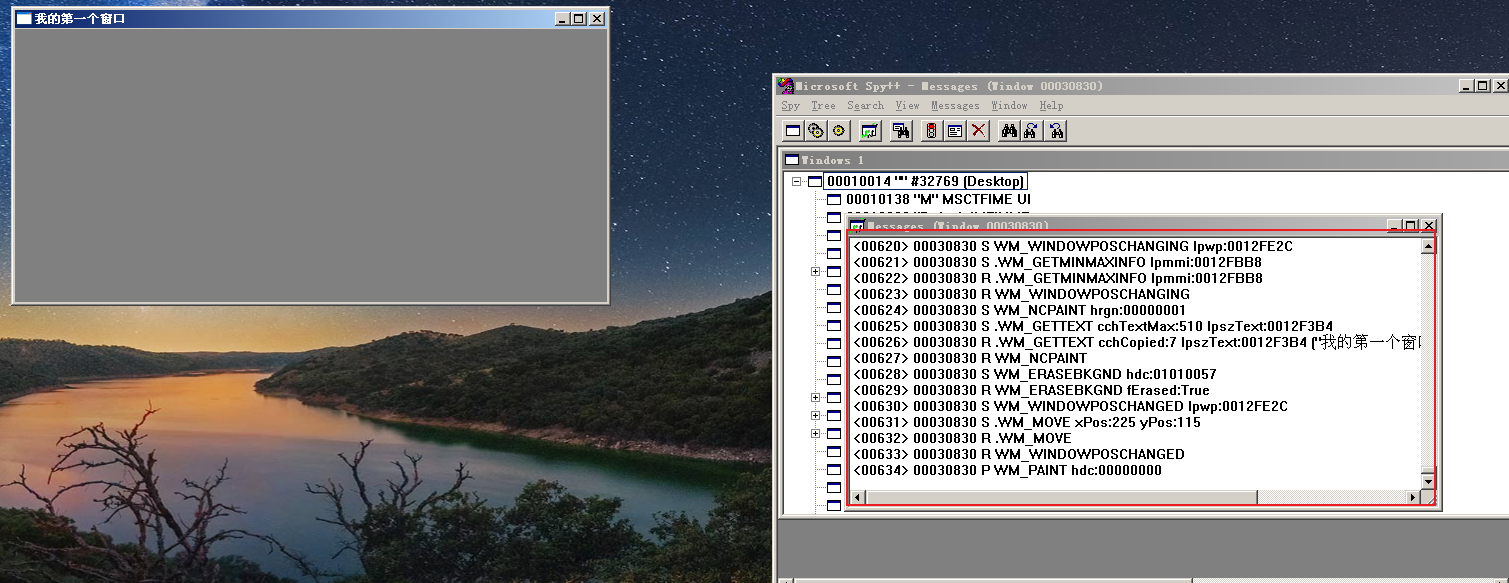 我的第一个窗口
Microsoft Spy++ - Messages (Window 00030830)
Spy Tree Search View Messages Window Help
Windows 1
00010014 "" #32769 (Desktop)
00010138 "M" MSCTFIME UI
Messages (Window 00030830)
<00620> 00030830 S WM_WINDOWPOSCHANGING lpwp:0012FE2C
<00621> 00030830 S .WM_GETMINMAXINFO lpmmi:0012FBB8
<00622> 00030830 R .WM_GETMINMAXINFO lpmmi:0012FBB8
<00623> 00030830 R WM_WINDOWPOSCHANGING
<00624> 00030830 S WM_NCPAINT hrgn:00000001
<00625> 00030830 S .WM_GETTEXT cchTextMax:510 lpszText:0012F3B4
<00626> 00030830 R .WM_GETTEXT cchCopied:7 lpszText:0012F3B4 ("我的第一个窗
<00627> 00030830 R WM_NCPAINT
<00628> 00030830 S WM_ERASEBKGND hdc:01010057
<00629> 00030830 R WM_ERASEBKGND fErased:True
<00630> 00030830 S WM_WINDOWPOSCHANGED lpwp:0012FE2C
<00631> 00030830 S .WM_MOVE xPos:225 yPos:115
<00632> 00030830 R .WM_MOVE
<00633> 00030830 R WM_WINDOWPOSCHANGED
<00634> 00030830 P WM_PAINT hdc:00000000